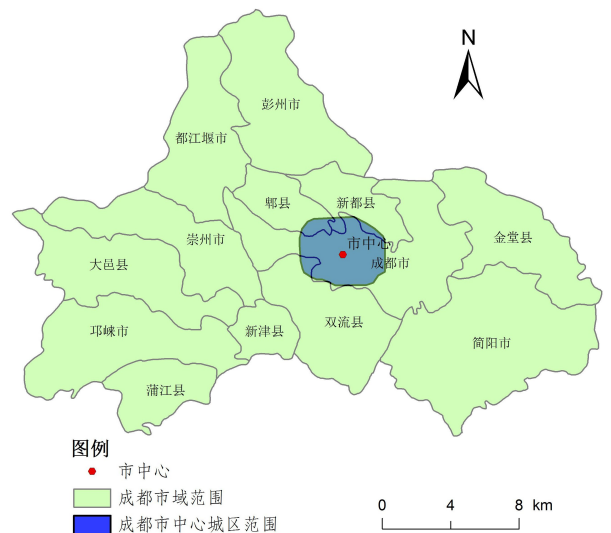 N
彭州市
都江堰市
郫县
新都县
崇州市
市中心
金堂县
大邑县
成都市
邛崃市
新津县
双流县
简阳市
蒲江县
图例
市中心
成都市域范围
成都市中心城区范围
0 4 8 km